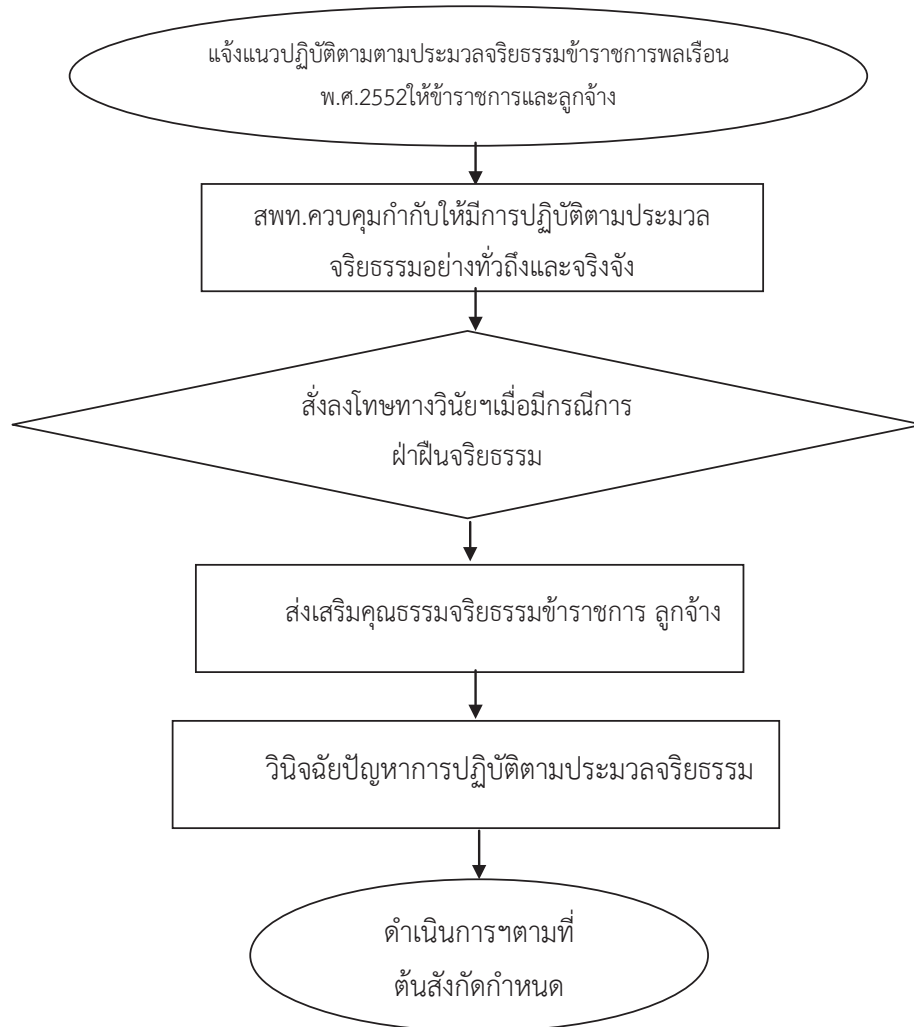 แจ้งแนวปฏิบัติตามตามประมวลจริยธรรมข้าราชการพลเรือน
พ.ศ.2552ให้ข้าราชการและลูกจ้าง
สพท.ควบคุมกำกับให้มีการปฏิบัติตามประมวล
จริยธรรมอย่างทั่วถึงและจริงจัง
สั่งลงโทษทางวินัยฯเมื่อมีกรณีการ
ฝ่าฝืนจริยธรรม
ส่งเสริมคุณธรรมจริยธรรมข้าราชการ ลูกจ้าง
วินิจฉัยปัญหาการปฏิบัติตามประมวลจริยธรรม
ดำเนินการฯตามที่
ต้นสังกัดกำหนด